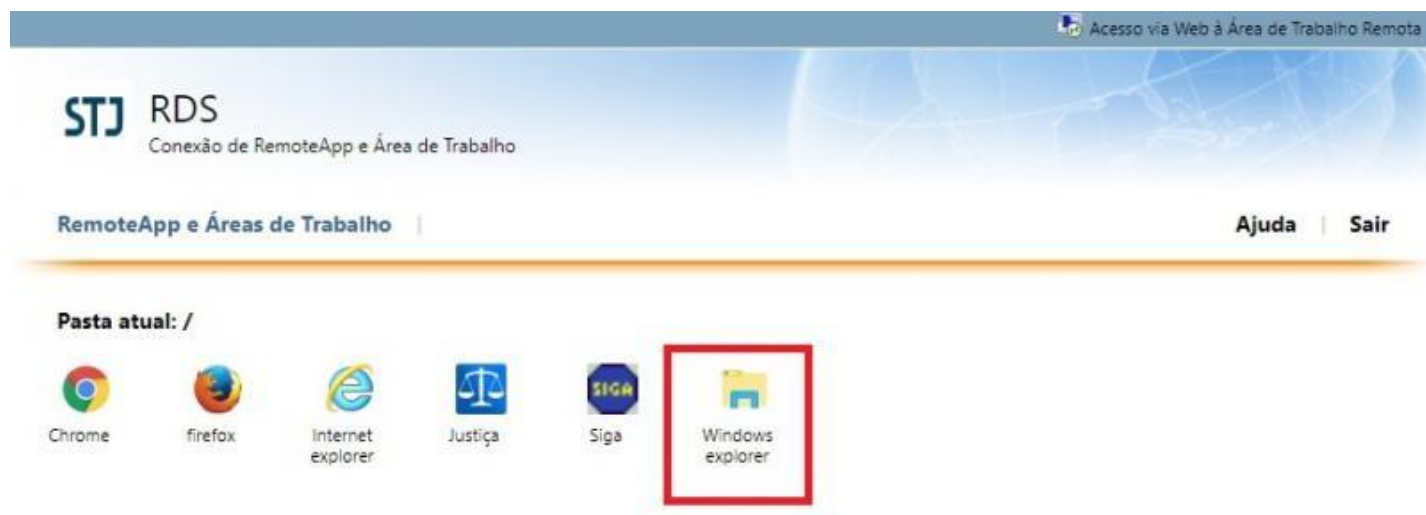 Acesso via Web à Área de Trabalho Remota
STJ RDS
Conexão de RemoteApp e Área de Trabalho
RemoteApp e Áreas de Trabalho | Ajuda | Sair
Pasta atual: /
SIGA
Chrome firefox Internet explorer Justiça Siga Windows explorer